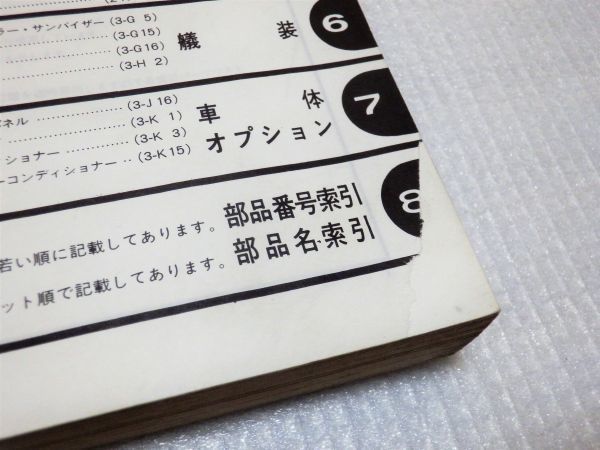 ラー・サンバイザー (3-G 5)
(3-G15)
(3-G16)
(3-H 2)
艤装
6
ネル (3-J 16)
(3-K 1)
ショナー (3-K 3)
ーコンディショナー (3-K15)
車体
オプション
7
若い順に記載してあります。
部品番号索引
ット順で記載してあります。
部品名索引
8